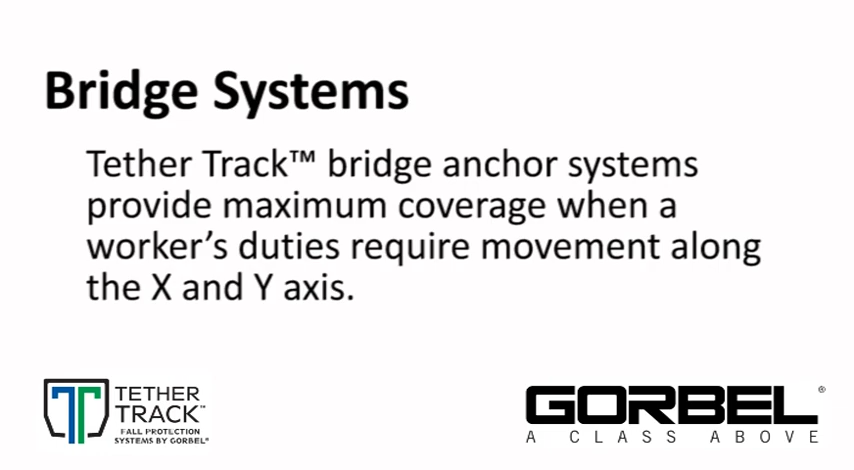 Bridge Systems
Tether Track™ bridge anchor systems
provide maximum coverage when a
worker’s duties require movement along
the X and Y axis.
TETHER
TRACK™
FALL PROTECTION
SYSTEMS BY GORBEL®
GORBEL®
A CLASS ABOVE